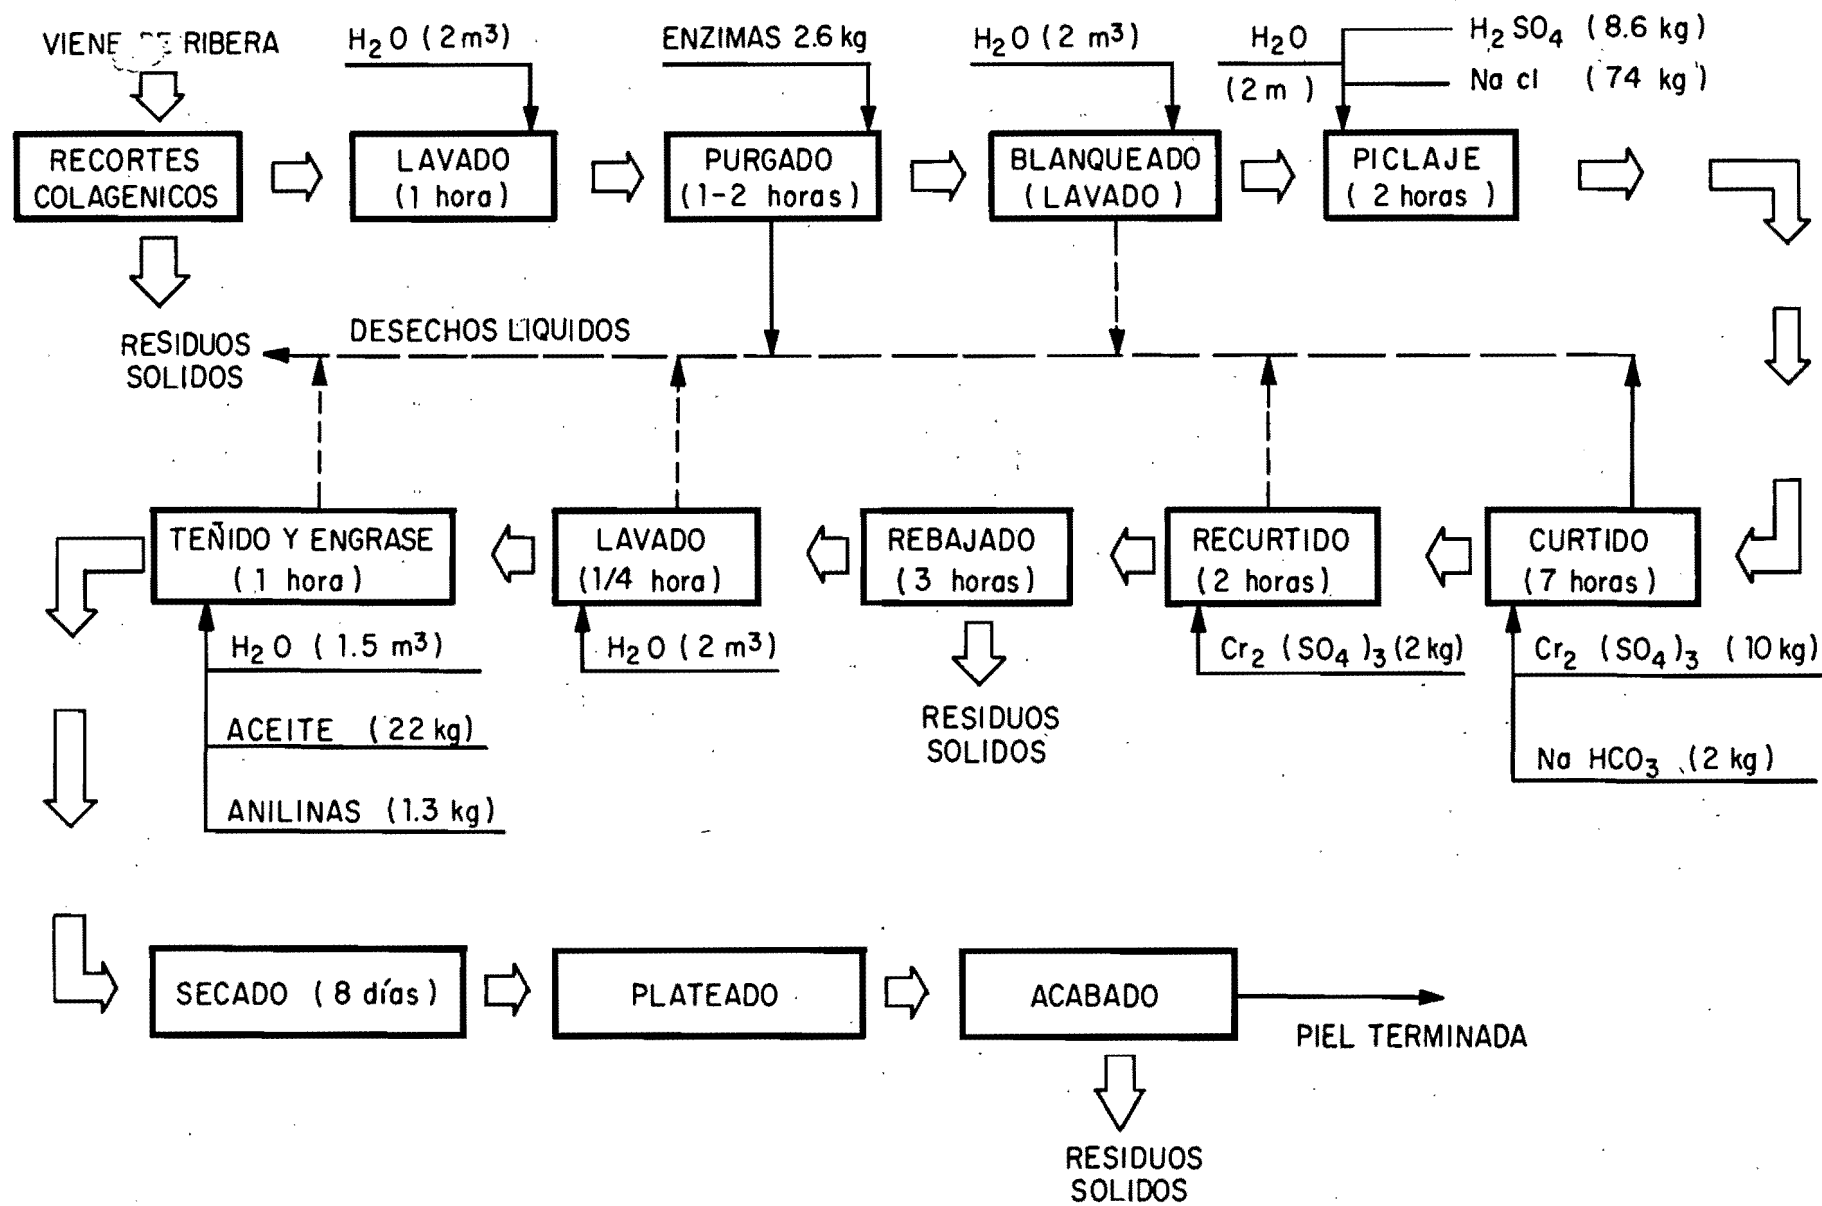 VIENE DE RIBERA
H2O (2m3)
ENZIMAS 2.6 kg
H2O (2 m3)
H2O
(2 m )
H2SO4 (8.6 kg)
Na cl (74 kg)
RECORTES
COLAGENICOS
LAVADO
(1 hora)
PURGADO
(1-2 horas)
BLANQUEADO
(LAVADO)
PICLAJE
(2 horas)
RESIDUOS
SOLIDOS
DESECHOS LIQUIDOS
TEÑIDO Y ENGRASE
(1 hora)
LAVADO
(1/4 hora)
REBAJADO
(3 horas)
RECURTIDO
(2 horas)
CURTIDO
(7 horas)
H2O (1.5 m3)
ACEITE (22 kg)
ANILINAS (1.3 kg)
H2O (2 m3)
RESIDUOS
SOLIDOS
Cr2 (SO4)3 (2kg)
Cr2 (SO4)3 (10 kg)
Na HCO3 (2 kg)
SECADO (8 días)
PLATEADO
ACABADO
PIEL TERMINADA
RESIDUOS
SOLIDOS